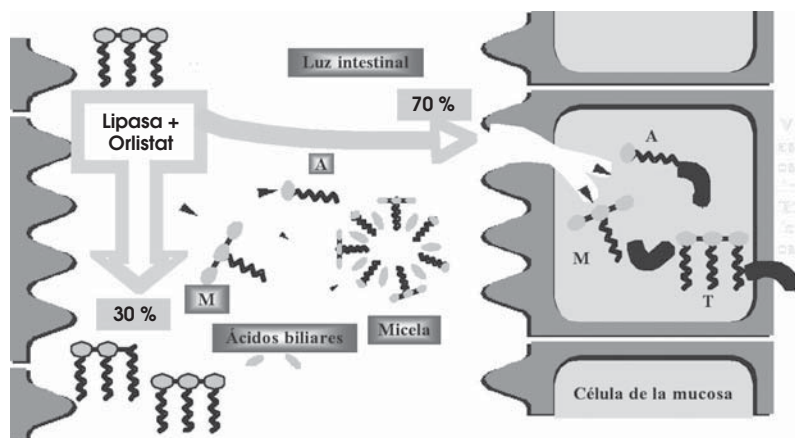 Luz intestinal
70 %
Lipasa +
Orlistat
A
A
M
M
T
30 %
Ácidos biliares
Micela
Célula de la mucosa